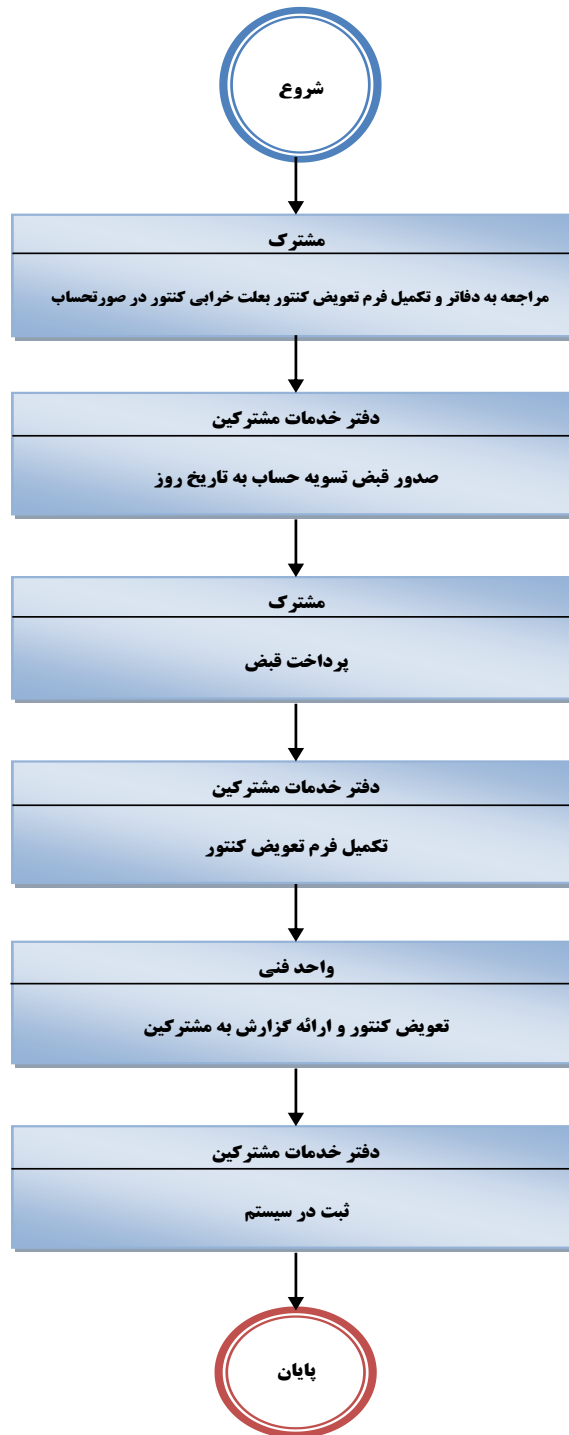 شروع
مشترک
مراجعه به دفاتر و تکمیل فرم تعویض کنتور بعلت خرابی کنتور در صورتحساب
دفتر خدمات مشترکین
صدور قبض تسویه حساب به تاریخ روز
مشترک
پرداخت قبض
دفتر خدمات مشترکین
تکمیل فرم تعویض کنتور
واحد فنی
تعویض کنتور و ارائه گزارش به مشترکین
دفتر خدمات مشترکین
ثبت در سیستم
پایان